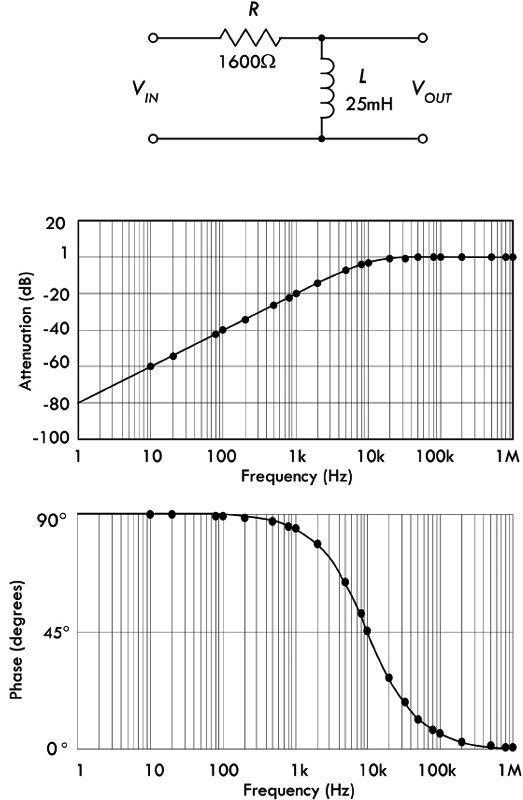 R
1600Ω
V_IN
L
25mH
V_OUT
20
1
-20
-40
-60
-80
-100
Attenuation (dB)
1 10 100 1k 10k 100k 1M
Frequency (Hz)
90°
45°
0°
Phase (degrees)
1 10 100 1k 10k 100k 1M
Frequency (Hz)